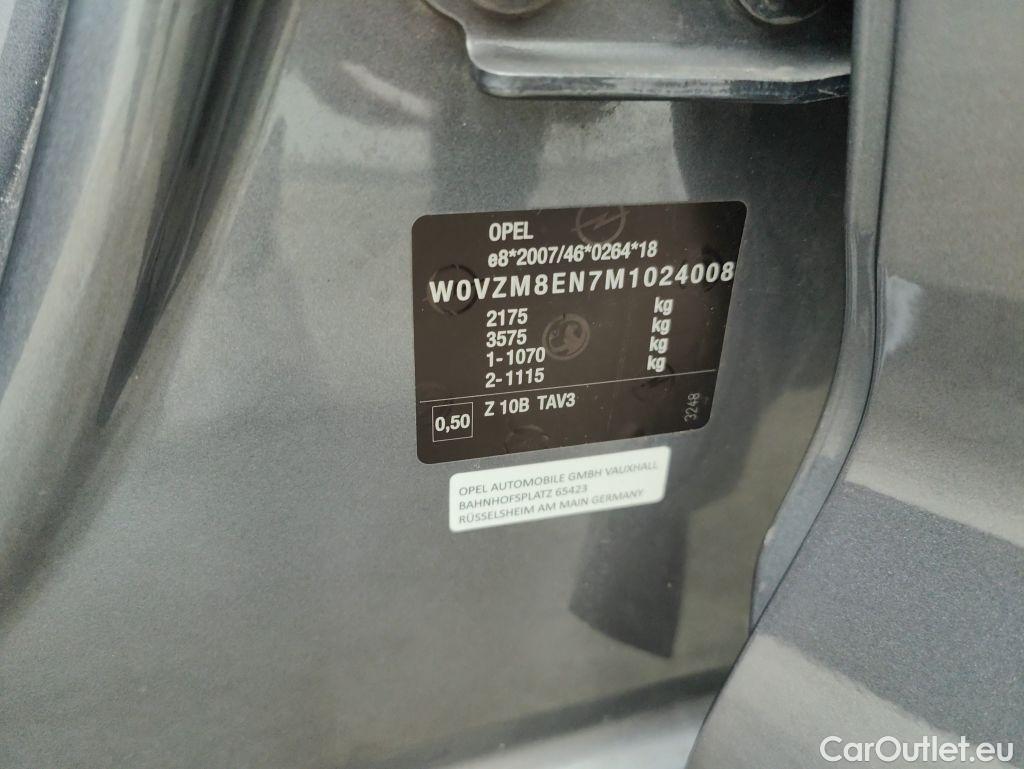 OPEL
e8*2007/46*0264*18
W0VZM8EN7M1024008
2175 kg
3575 kg
1-1070 kg
2-1115 kg
0,50 Z 10B TAV3
3248
OPEL AUTOMOBILE GMBH VAUXHALL
BAHNHOFSPLATZ 65423
RÜSSELSHEIM AM MAIN GERMANY
CarOutlet.eu